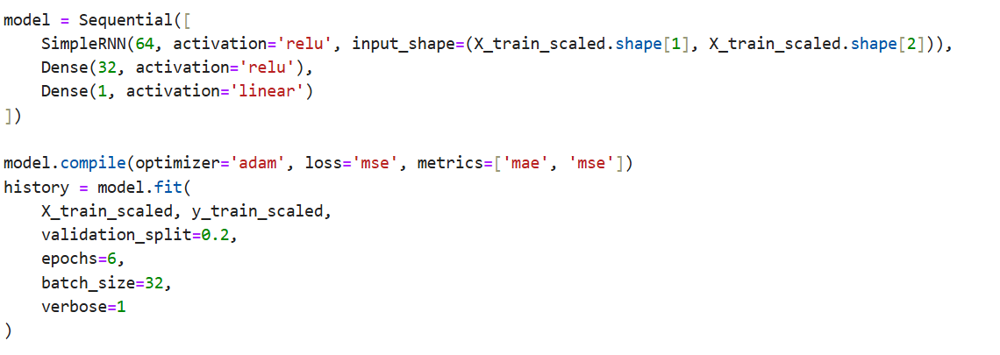 model = Sequential([
    SimpleRNN(64, activation='relu', input_shape=(X_train_scaled.shape[1], X_train_scaled.shape[2])),
    Dense(32, activation='relu'),
    Dense(1, activation='linear')
])

model.compile(optimizer='adam', loss='mse', metrics=['mae', 'mse'])
history = model.fit(
    X_train_scaled, y_train_scaled,
    validation_split=0.2,
    epochs=6,
    batch_size=32,
    verbose=1
)